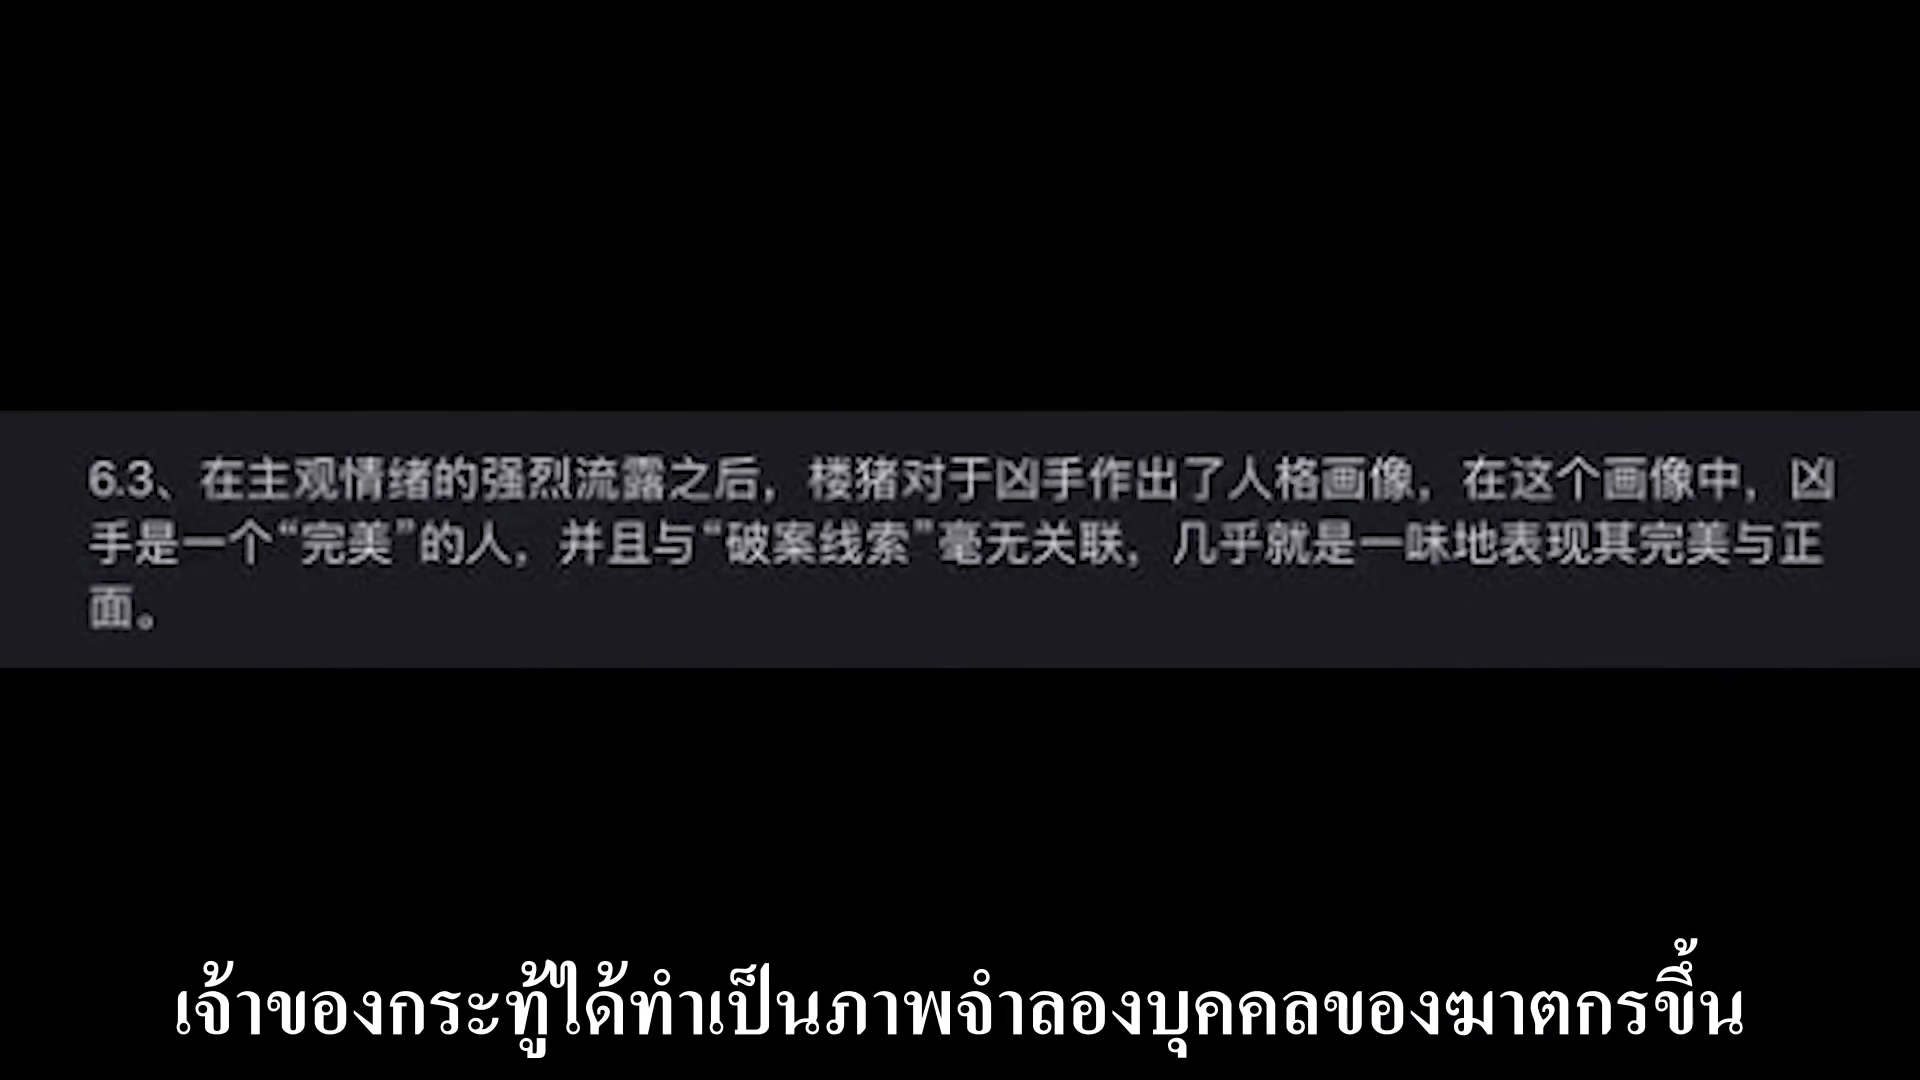 6.3、在主观情绪的强烈流露之后，楼猪对于凶手作出了人格画像，在这个画像中，凶
手是一个“完美”的人，并且与“破案线索”毫无关联，几乎就是一味地表现其完美与正
面。
เจ้าของกระทู้ได้ทำเป็นภาพจำลองบุคคลของฆาตกรขึ้น